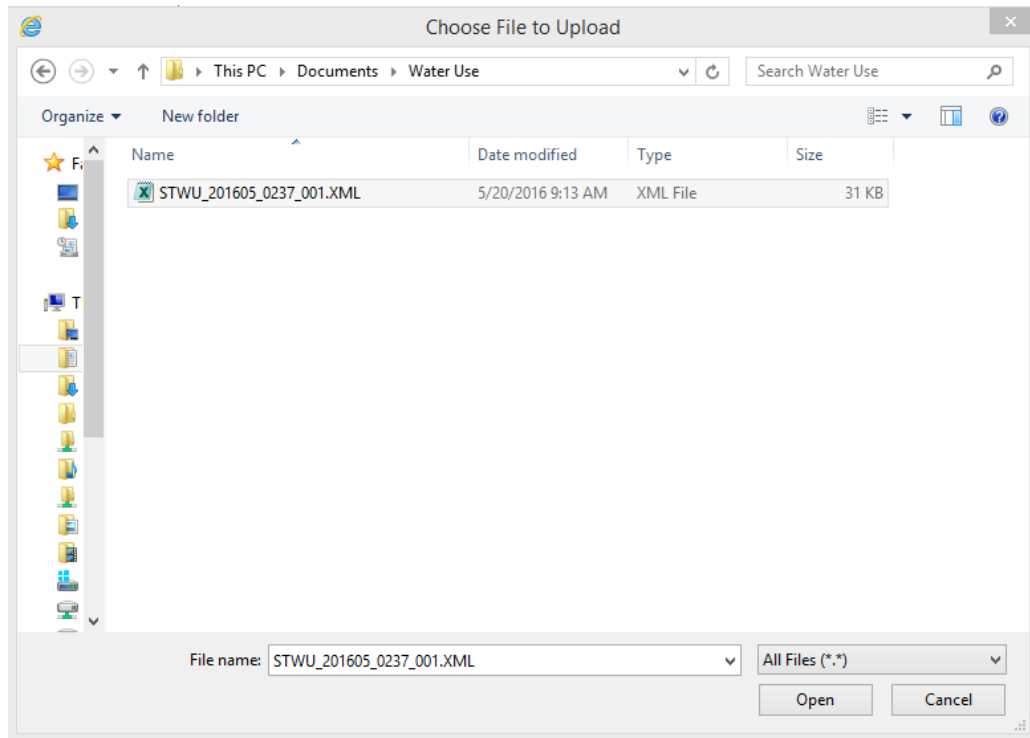 Choose File to Upload
This PC Documents Water Use Search Water Use
Organize New folder
Name Date modified Type Size
STWU_201605_0237_001.XML 5/20/2016 9:13 AM XML File 31 KB
File name: STWU_201605_0237_001.XML All Files (*.*)
Open Cancel